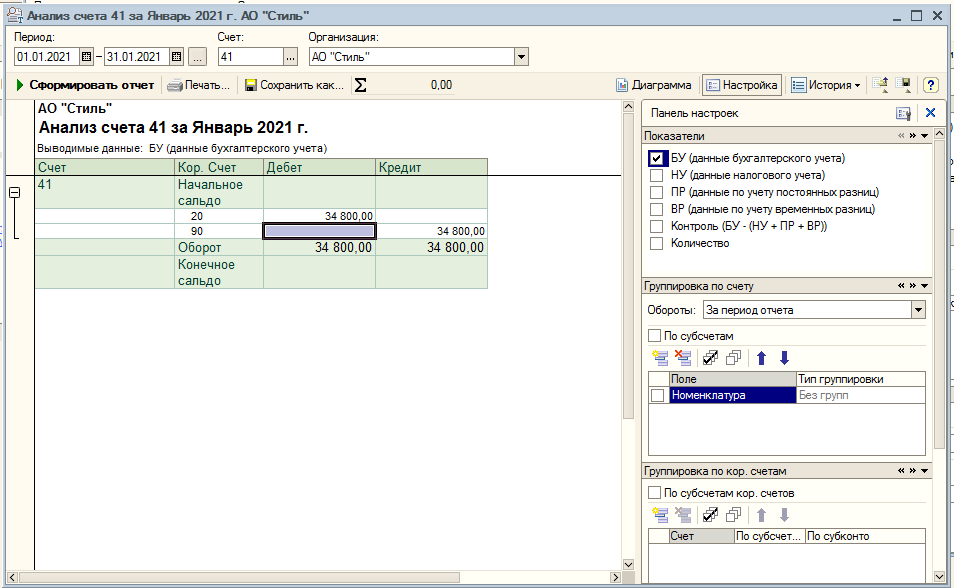 Анализ счета 41 за Январь 2021 г. АО "Стиль"
Период: Счет: Организация:
01.01.2021 – 31.01.2021 ... 41 ... АО "Стиль"
Сформировать отчет Печать... Сохранить как... Σ 0,00 Диаграмма Настройка История ?
АО "Стиль"
Анализ счета 41 за Январь 2021 г.
Выводимые данные: БУ (данные бухгалтерского учета)
Счет Кор. Счет Дебет Кредит
41 Начальное
сальдо
20 34 800,00
90 34 800,00
Оборот 34 800,00 34 800,00
Конечное
сальдо
Панель настроек
Показатели
БУ (данные бухгалтерского учета)
НУ (данные налогового учета)
ПР (данные по учету постоянных разниц)
ВР (данные по учету временных разниц)
Контроль (БУ - (НУ + ПР + ВР))
Количество
Группировка по счету
Обороты: За период отчета
По субсчетам
Поле Тип группировки
Номенклатура Без групп
Группировка по кор. счетам
По субсчетам кор. счетов
Счет По субсчет... По субконто